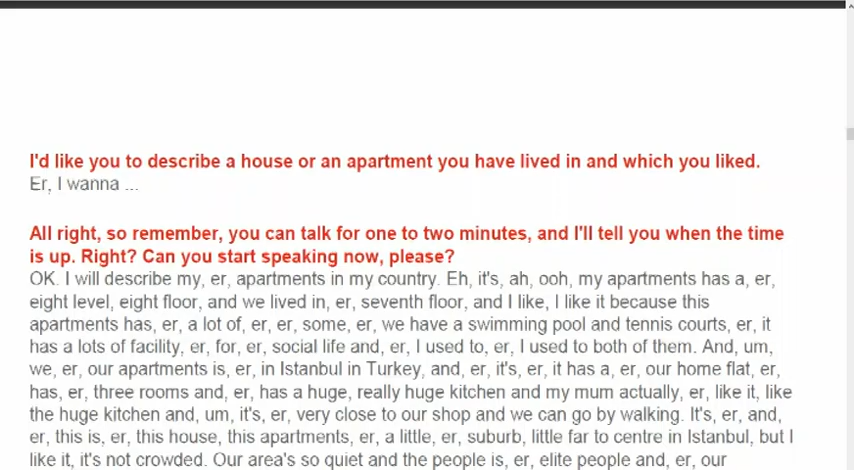 I'd like you to describe a house or an apartment you have lived in and which you liked.
Er, I wanna ...
All right, so remember, you can talk for one to two minutes, and I'll tell you when the time
is up. Right? Can you start speaking now, please?
OK. I will describe my, er, apartments in my country. Eh, it's, ah, ooh, my apartments has a, er,
eight level, eight floor, and we lived in, er, seventh floor, and I like, I like it because this
apartments has, er, a lot of, er, er, some, er, we have a swimming pool and tennis courts, er, it
has a lots of facility, er, for, er, social life and, er, I used to, er, I used to both of them. And, um,
we, er, our apartments is, er, in Istanbul in Turkey, and, er, it's, er, it has a, er, our home flat, er,
has, er, three rooms and, er, has a huge, really huge kitchen and my mum actually, er, like it, like
the huge kitchen and, um, it's, er, very close to our shop and we can go by walking. It's, er, and,
er, this is, er, this house, this apartments, er, a little, er, suburb, little far to centre in Istanbul, but I
like it, it's not crowded. Our area's so quiet and the people is, er, elite people and, er, our